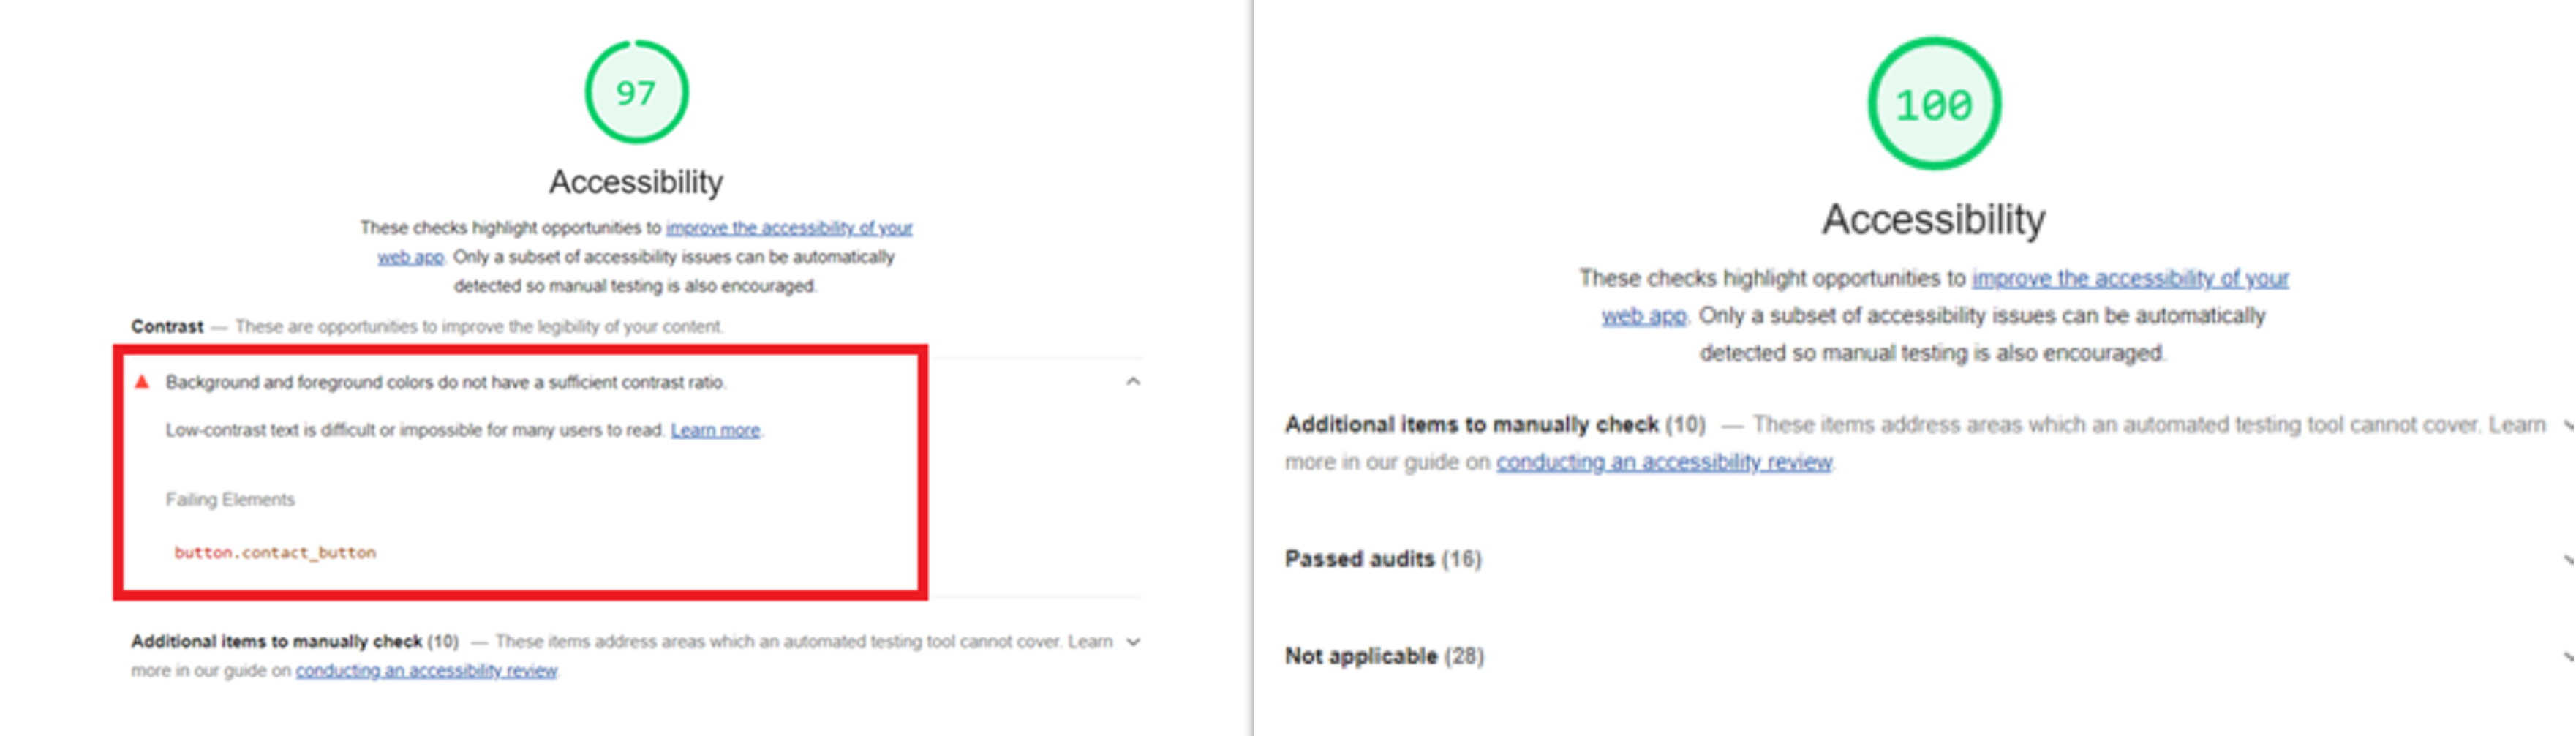 97
Accessibility
These checks highlight opportunities to improve the accessibility of your
web app. Only a subset of accessibility issues can be automatically
detected so manual testing is also encouraged.
Contrast — These are opportunities to improve the legibility of your content.
Background and foreground colors do not have a sufficient contrast ratio.
Low-contrast text is difficult or impossible for many users to read. Learn more.
Failing Elements
button.contact_button
Additional items to manually check (10) — These items address areas which an automated testing tool cannot cover. Learn
more in our guide on conducting an accessibility review.
100
Accessibility
These checks highlight opportunities to improve the accessibility of your
web app. Only a subset of accessibility issues can be automatically
detected so manual testing is also encouraged.
Additional items to manually check (10) — These items address areas which an automated testing tool cannot cover. Learn
more in our guide on conducting an accessibility review.
Passed audits (16)
Not applicable (28)